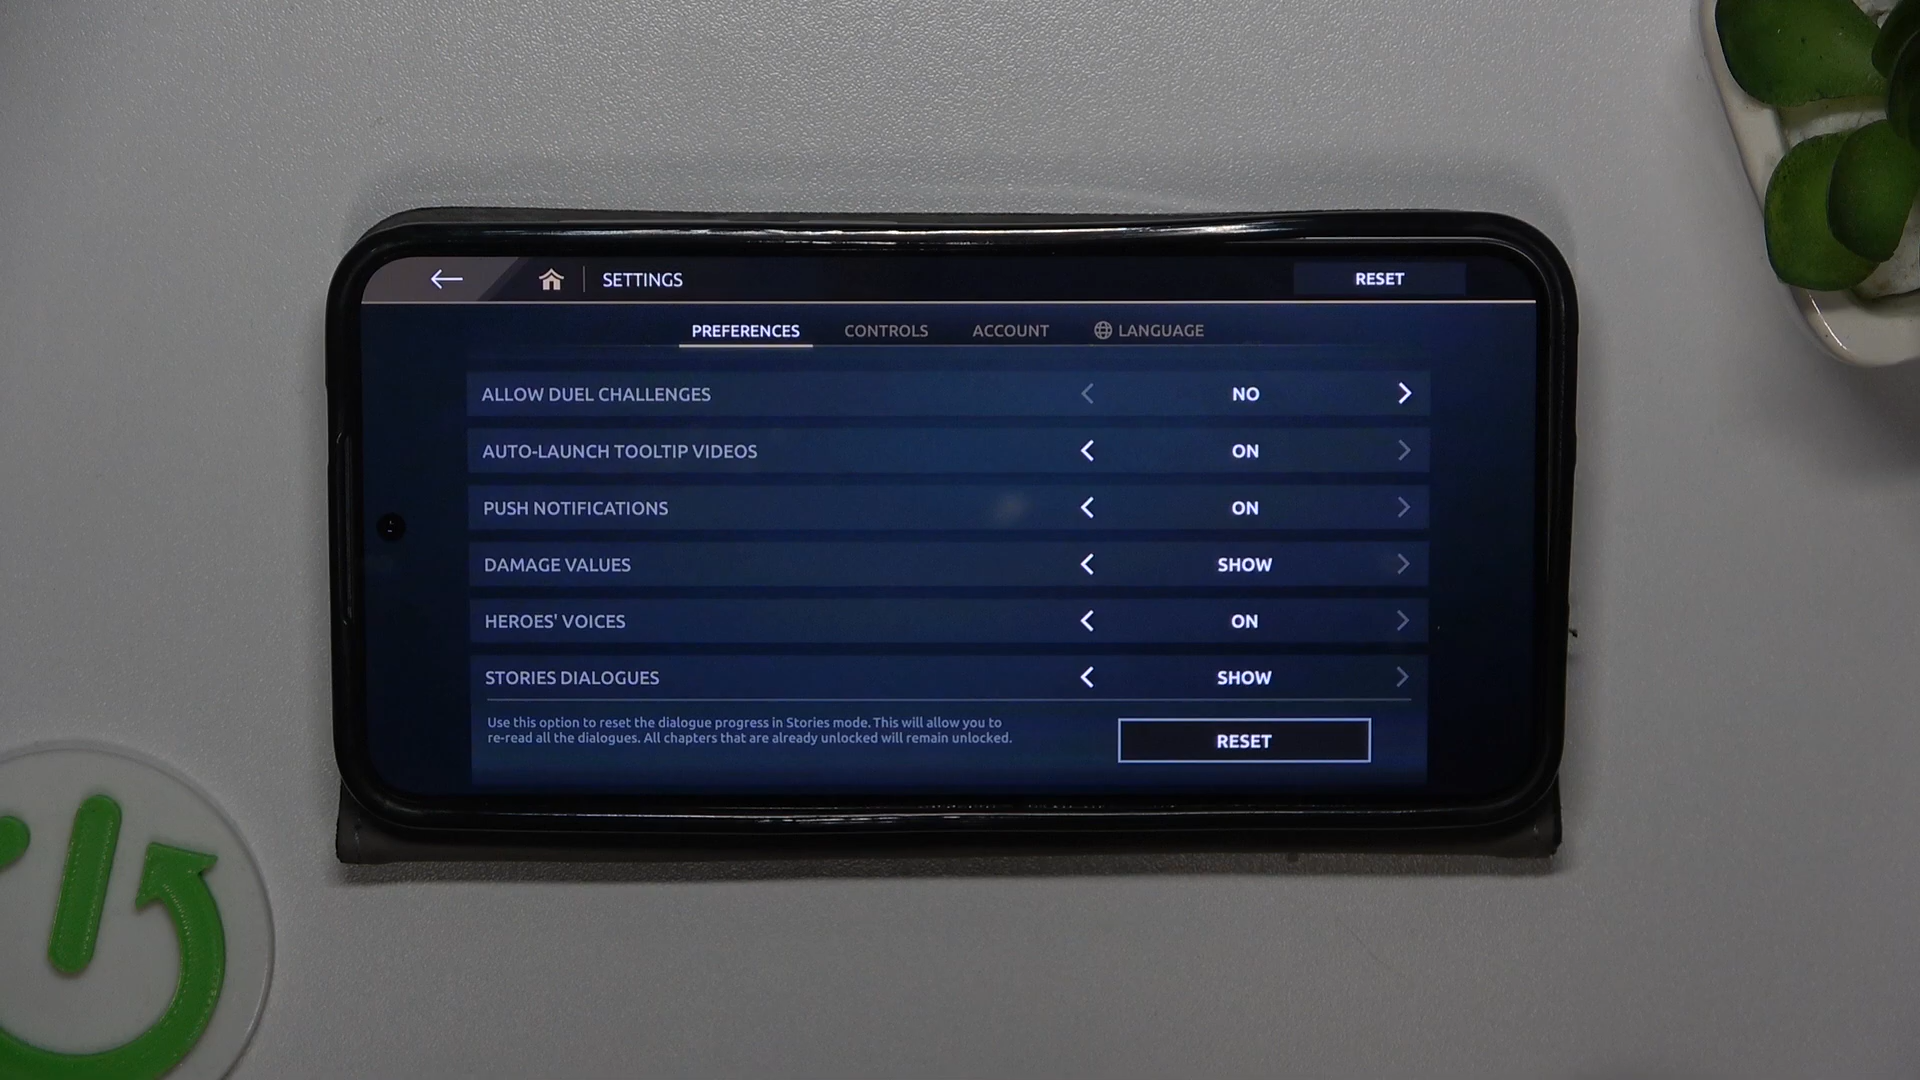 SETTINGS
RESET
PREFERENCES
CONTROLS
ACCOUNT
LANGUAGE
ALLOW DUEL CHALLENGES
NO
AUTO-LAUNCH TOOLTIP VIDEOS
ON
PUSH NOTIFICATIONS
ON
DAMAGE VALUES
SHOW
HEROES' VOICES
ON
STORIES DIALOGUES
SHOW
Use this option to reset the dialogue progress in Stories mode. This will allow you to
re-read all the dialogues. All chapters that are already unlocked will remain unlocked.
RESET